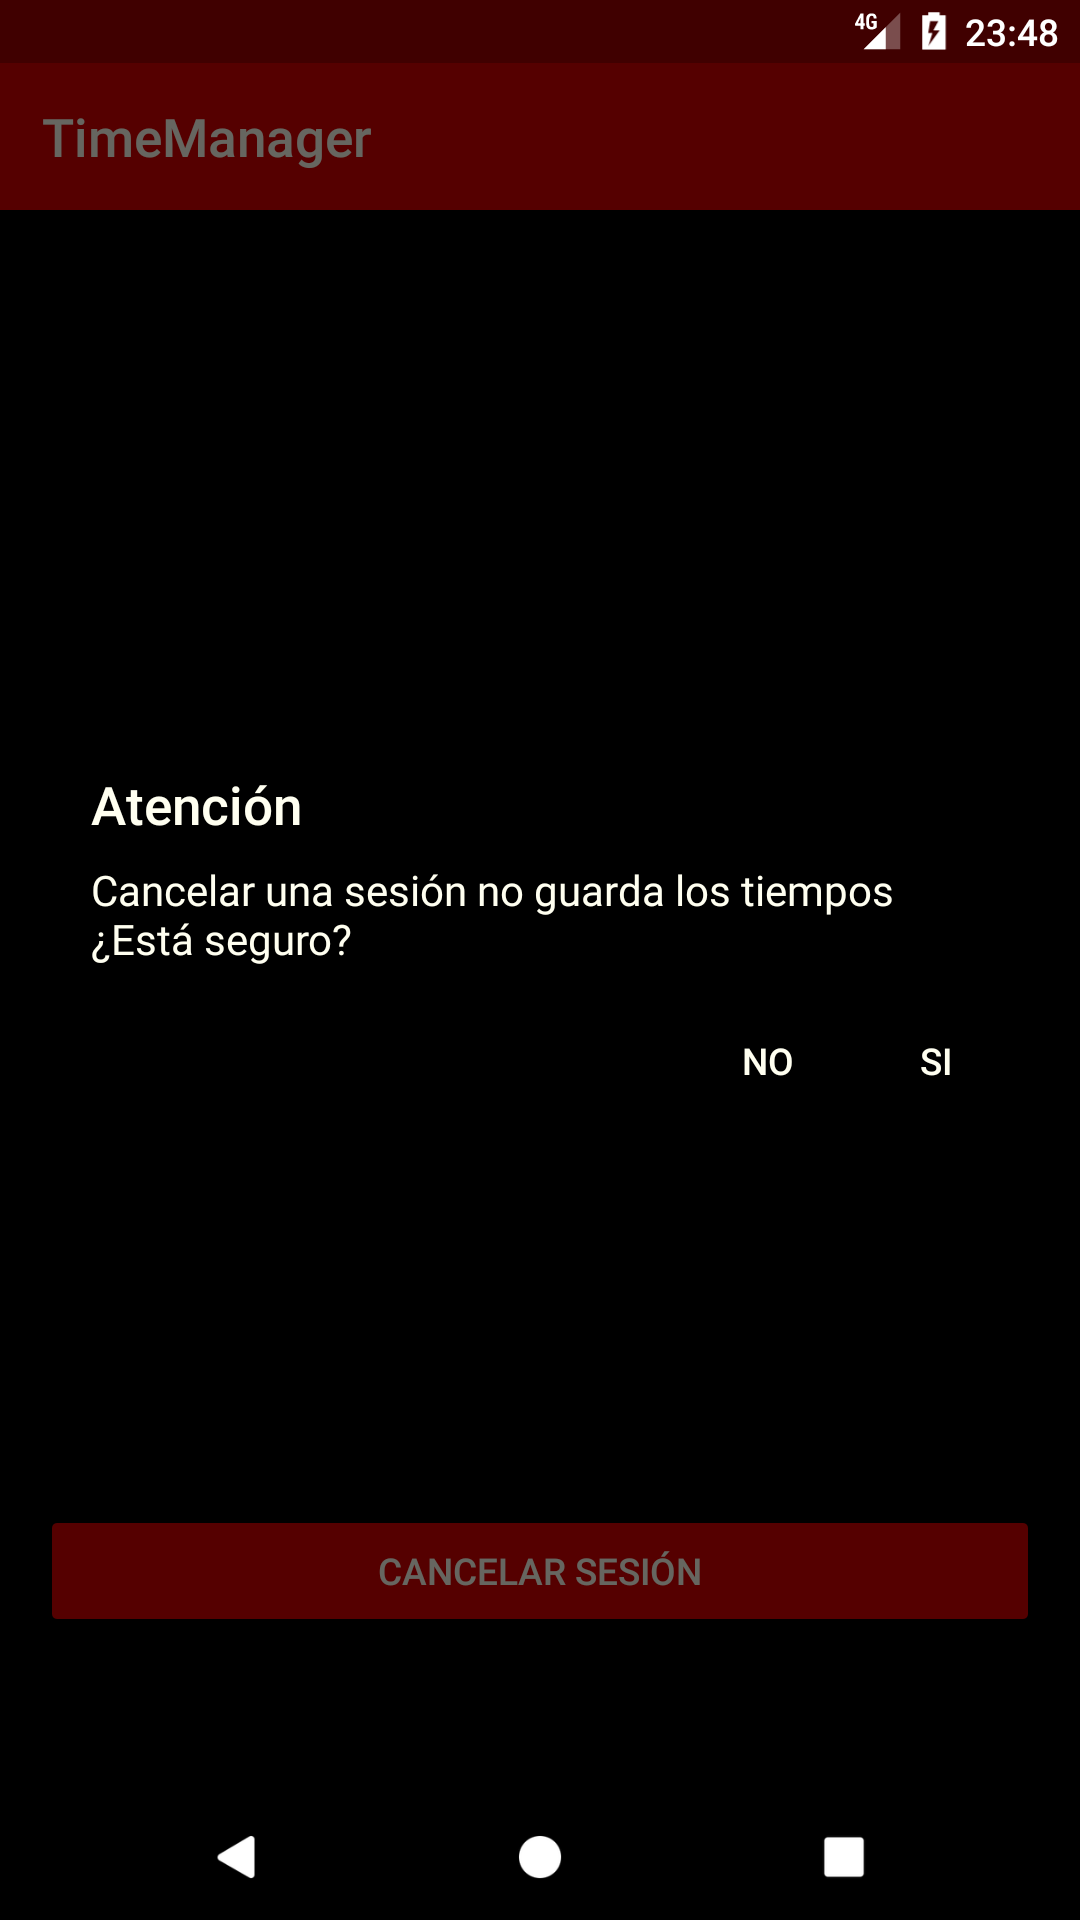 4G 23:48
TimeManager
Atención
Cancelar una sesión no guarda los tiempos
¿Está seguro?
NO SI
CANCELAR SESIÓN